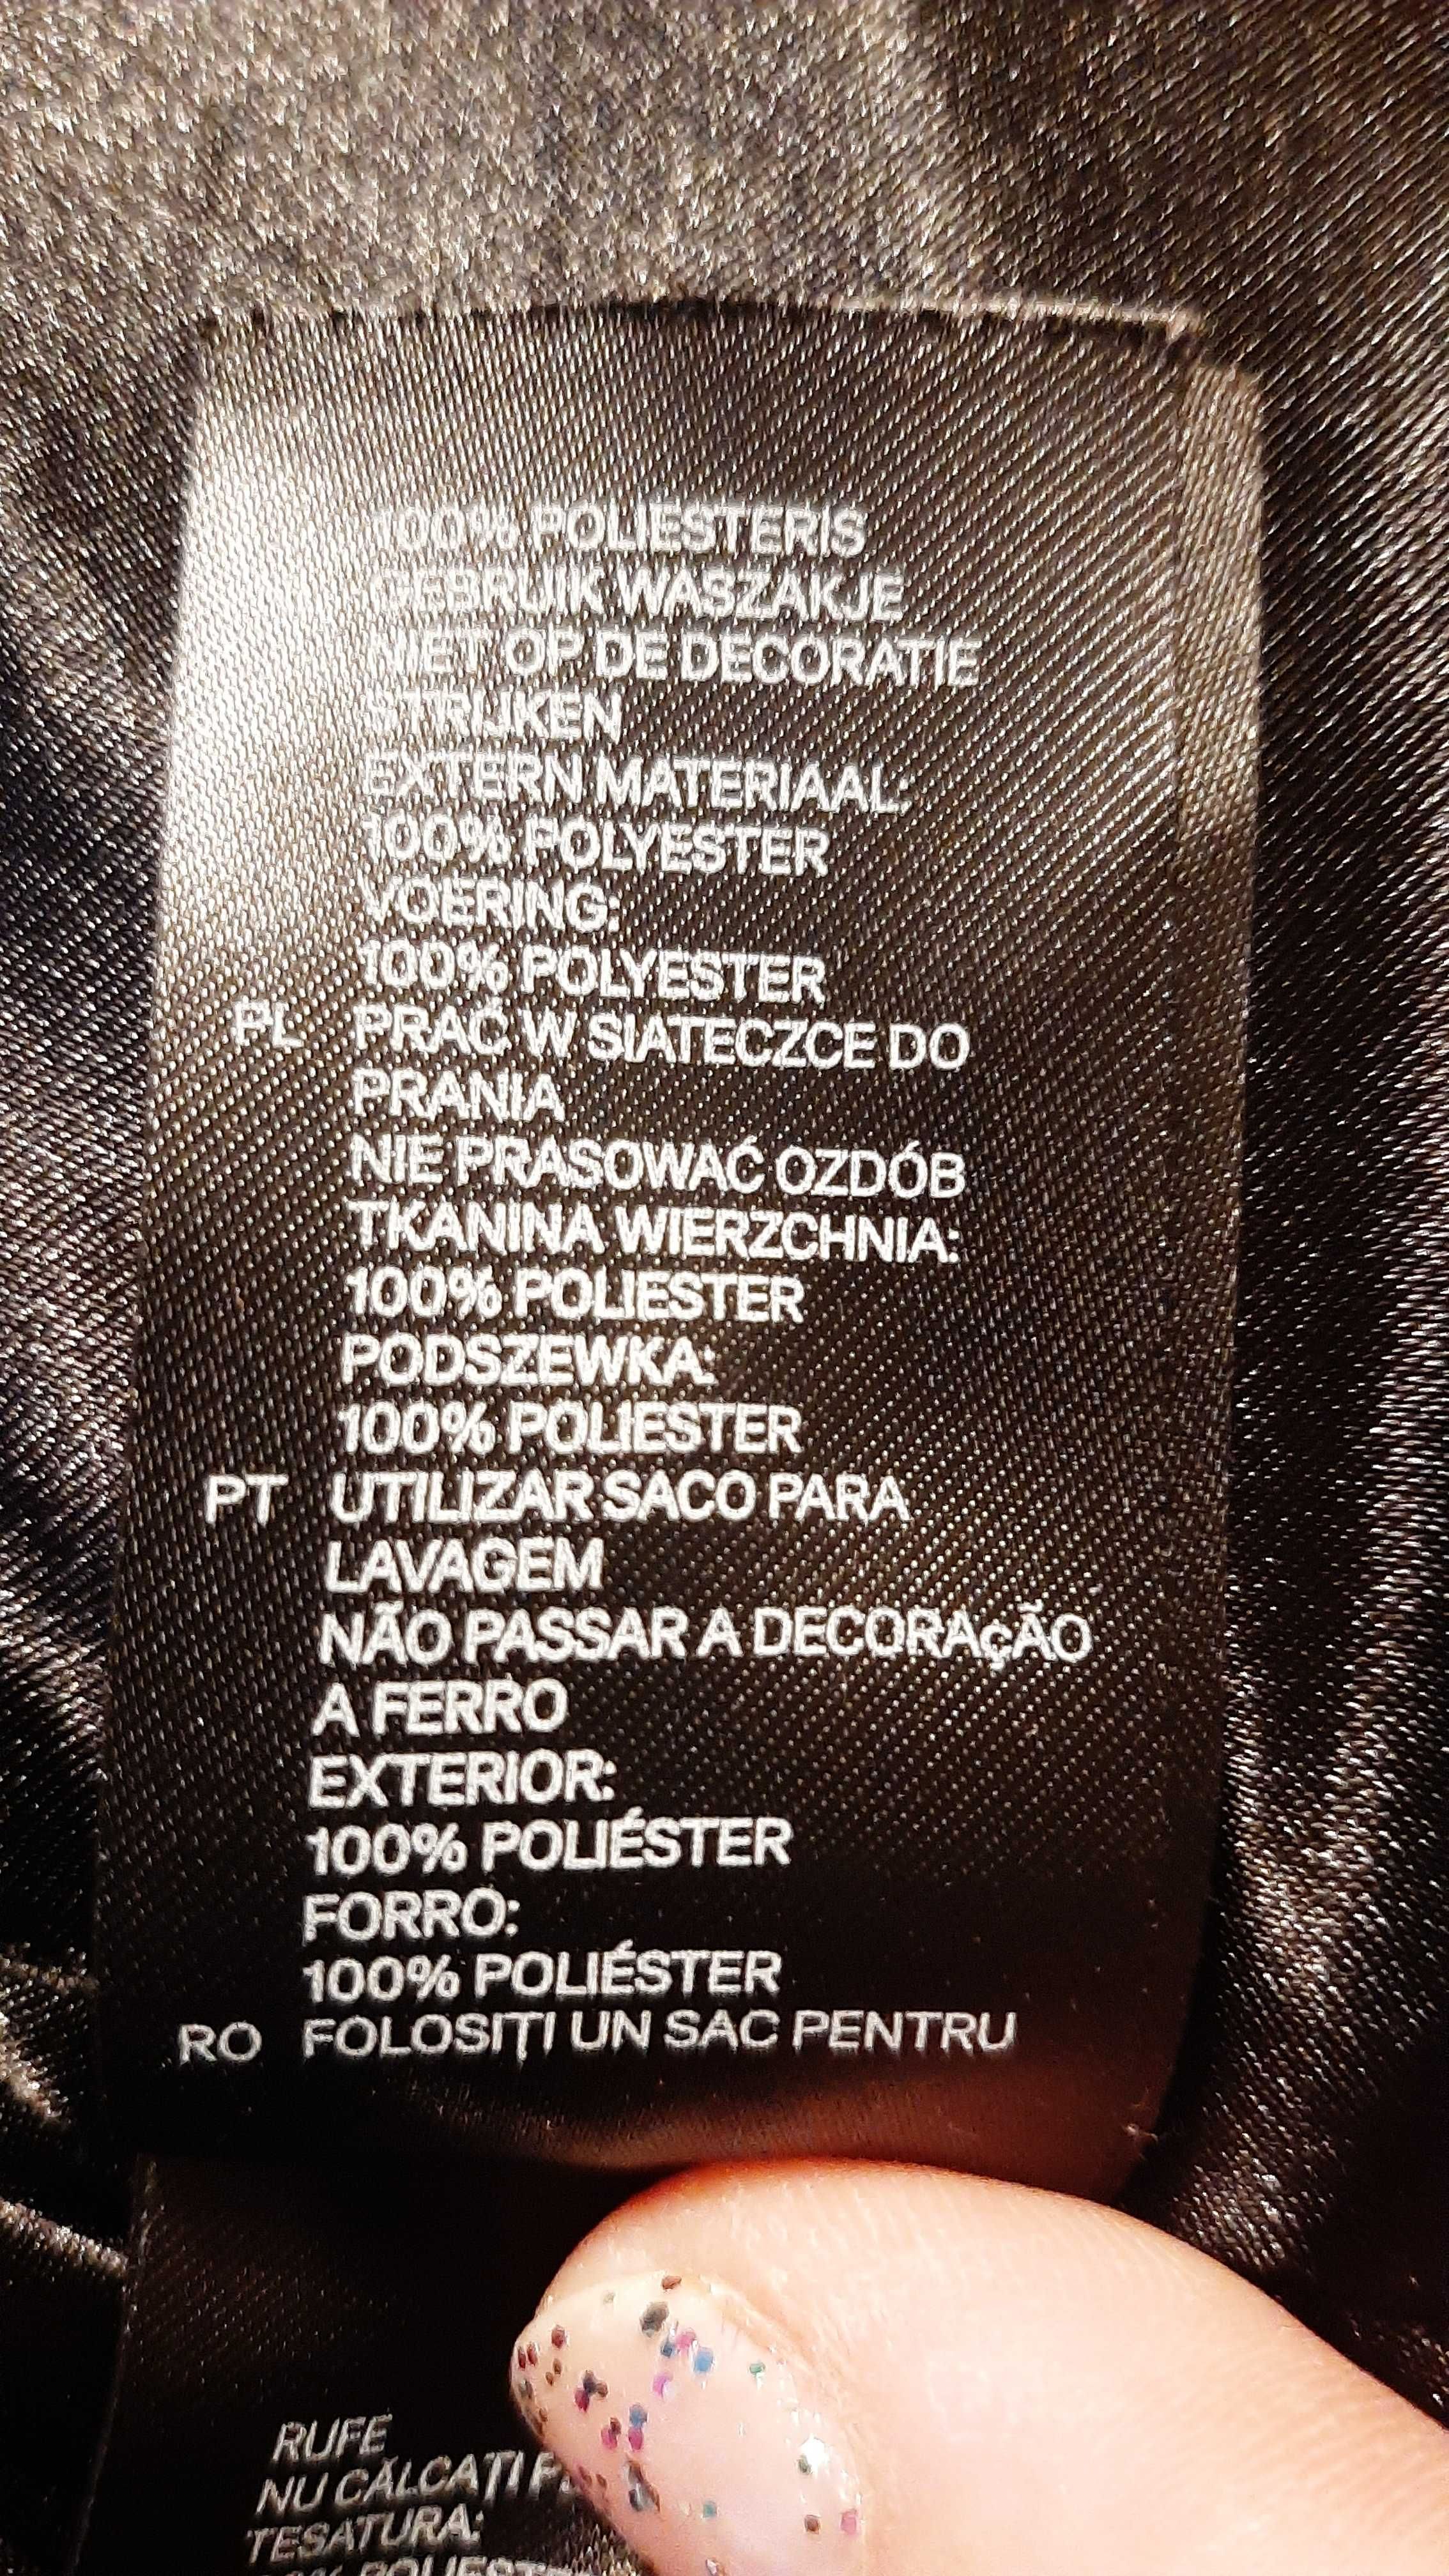 100% POLIESTERIS
GEBRUIK WASZAKJE
NIET OP DE DECORATIE
STRIJKEN
EXTERN MATERIAAL:
100% POLYESTER
VOERING:
100% POLYESTER
PL PRAĆ W SIATECZCE DO
PRANIA
NIE PRASOWAĆ OZDÓB
TKANINA WIERZCHNIA:
100% POLIESTER
PODSZEWKA:
100% POLIESTER
PT UTILIZAR SACO PARA
LAVAGEM
NÃO PASSAR A DECORAçÃO
A FERRO
EXTERIOR:
100% POLIÉSTER
FORRO:
100% POLIÉSTER
RO FOLOSIȚI UN SAC PENTRU
RUFE
NU CĂLCAȚI
TESATURA: